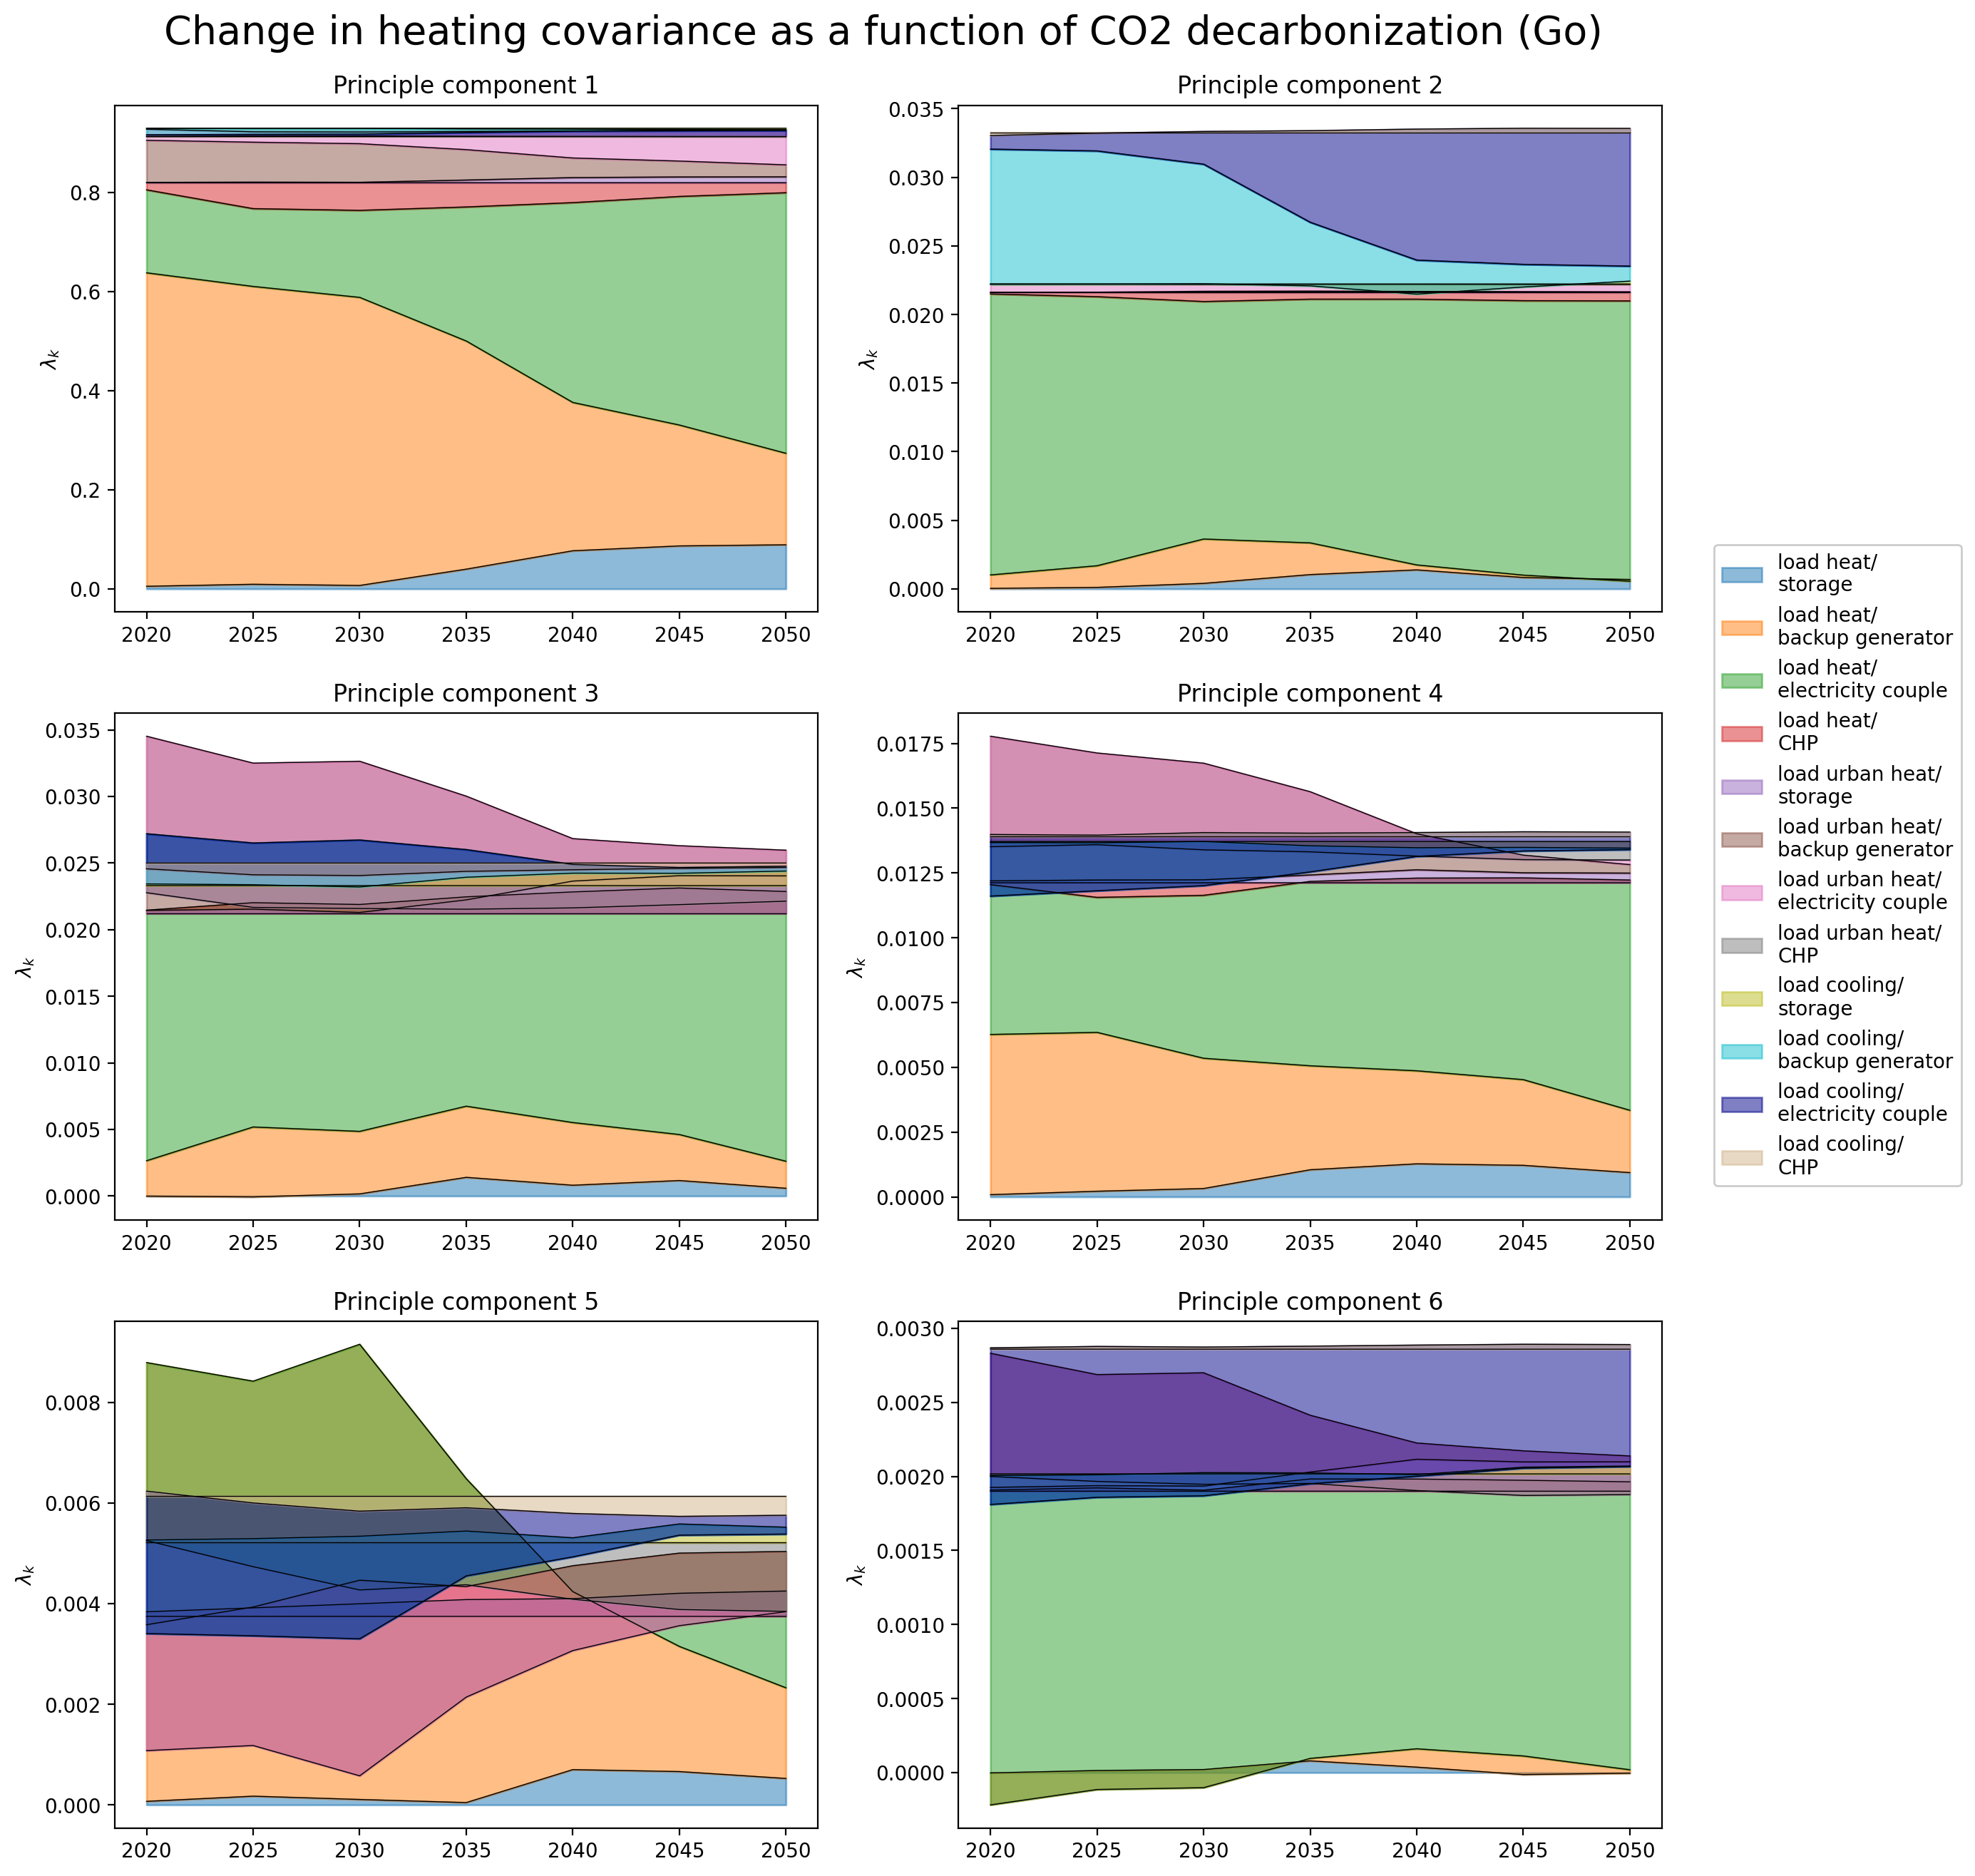 Change in heating covariance as a function of CO2 decarbonization (Go)
Principle component 1
0.8
0.6
0.4
0.2
0.0
λk
2020 2025 2030 2035 2040 2045 2050
Principle component 2
0.035
0.030
0.025
0.020
0.015
0.010
0.005
0.000
λk
2020 2025 2030 2035 2040 2045 2050
Principle component 3
0.035
0.030
0.025
0.020
0.015
0.010
0.005
0.000
λk
2020 2025 2030 2035 2040 2045 2050
Principle component 4
0.0175
0.0150
0.0125
0.0100
0.0075
0.0050
0.0025
0.0000
λk
2020 2025 2030 2035 2040 2045 2050
Principle component 5
0.008
0.006
0.004
0.002
0.000
λk
2020 2025 2030 2035 2040 2045 2050
Principle component 6
0.0030
0.0025
0.0020
0.0015
0.0010
0.0005
0.0000
λk
2020 2025 2030 2035 2040 2045 2050
load heat/
storage
load heat/
backup generator
load heat/
electricity couple
load heat/
CHP
load urban heat/
storage
load urban heat/
backup generator
load urban heat/
electricity couple
load urban heat/
CHP
load cooling/
storage
load cooling/
backup generator
load cooling/
electricity couple
load cooling/
CHP